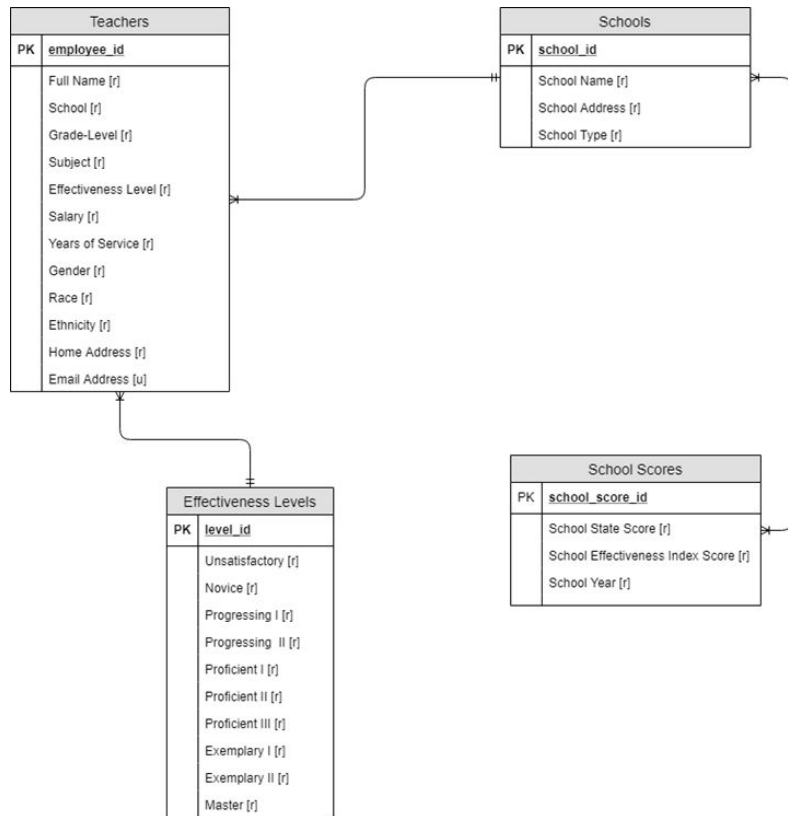 Teachers
PK employee_id
Full Name [r]
School [r]
Grade-Level [r]
Subject [r]
Effectiveness Level [r]
Salary [r]
Years of Service [r]
Gender [r]
Race [r]
Ethnicity [r]
Home Address [r]
Email Address [u]
Schools
PK school_id
School Name [r]
School Address [r]
School Type [r]
Effectiveness Levels
PK level_id
Unsatisfactory [r]
Novice [r]
Progressing I [r]
Progressing II [r]
Proficient I [r]
Proficient II [r]
Proficient III [r]
Exemplary I [r]
Exemplary II [r]
Master [r]
School Scores
PK school_score_id
School State Score [r]
School Effectiveness Index Score [r]
School Year [r]